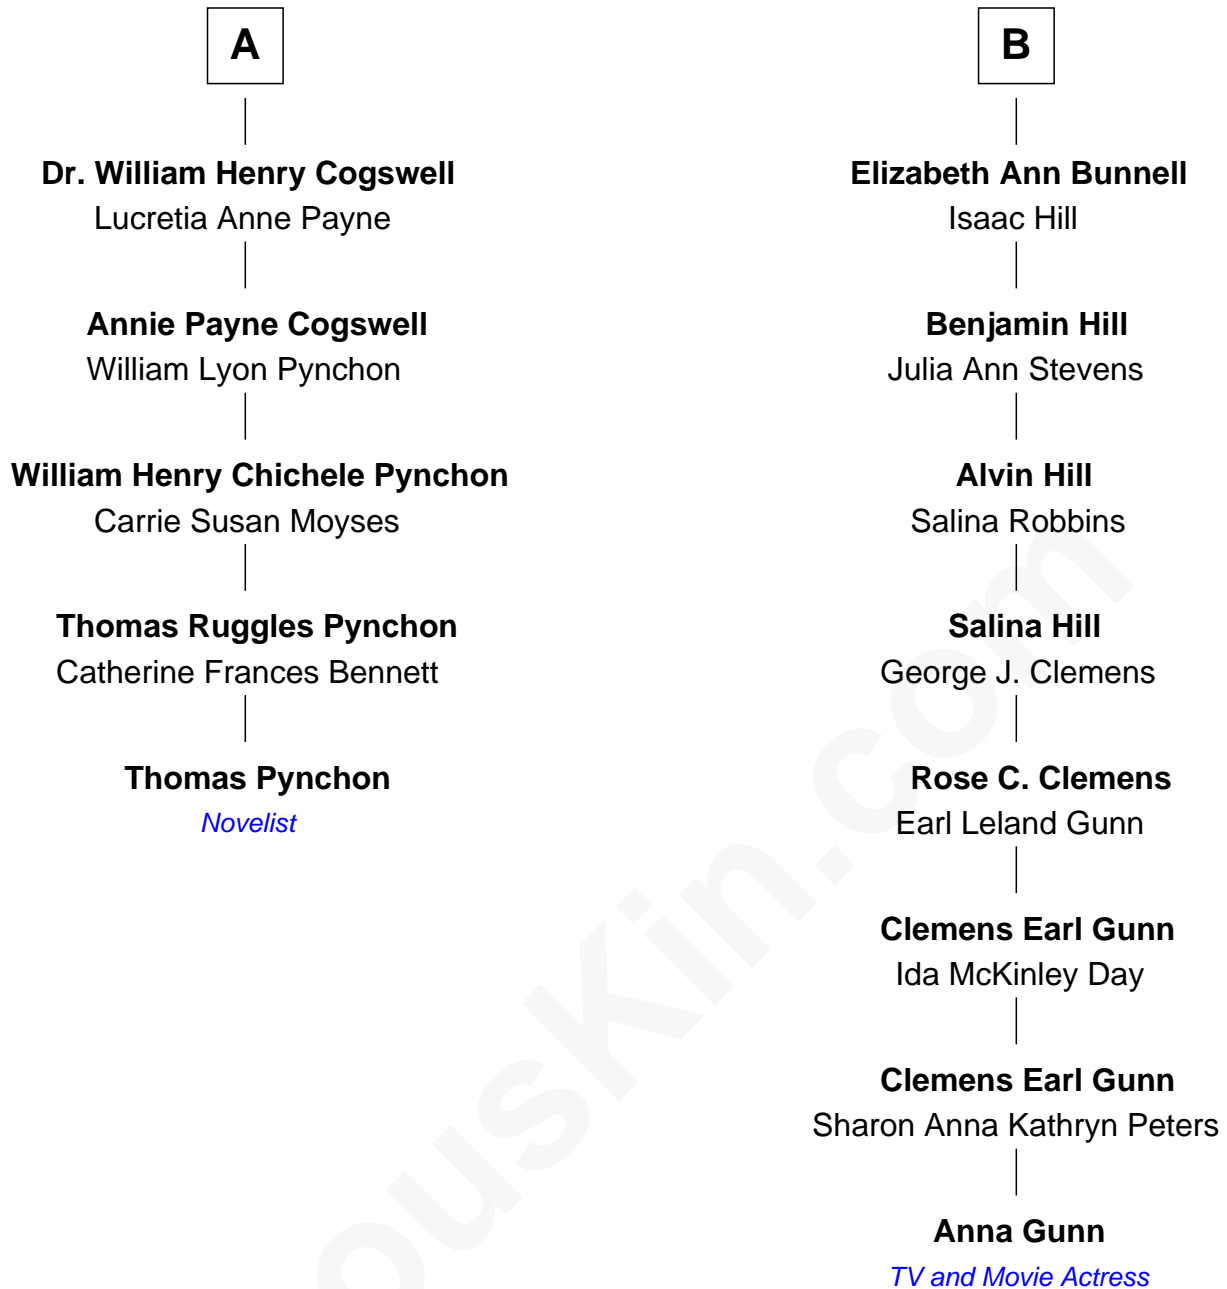 A
Dr. William Henry Cogswell
Lucretia Anne Payne
Annie Payne Cogswell
William Lyon Pynchon
William Henry Chichele Pynchon
Carrie Susan Moyses
Thomas Ruggles Pynchon
Catherine Frances Bennett
Thomas Pynchon
Novelist
B
Elizabeth Ann Bunnell
Isaac Hill
Benjamin Hill
Julia Ann Stevens
Alvin Hill
Salina Robbins
Salina Hill
George J. Clemens
Rose C. Clemens
Earl Leland Gunn
Clemens Earl Gunn
Ida McKinley Day
Clemens Earl Gunn
Sharon Anna Kathryn Peters
Anna Gunn
TV and Movie Actress
ousKin.com